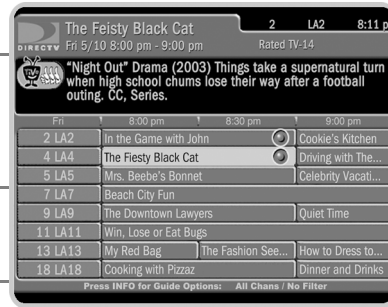 The Feisty Black Cat 2 LA2 8:11 p
DIRECTV Fri 5/10 8:00 pm - 9:00 pm Rated TV-14
TiVo "Night Out" Drama (2003) Things take a supernatural turn
when high school chums lose their way after a football
outing. CC, Series.
Fri 8:00 pm 8:30 pm 9:00 pm
2 LA2 In the Game with John Cookie's Kitchen
4 LA4 The Fiesty Black Cat Driving with The...
5 LA5 Mrs. Beebe's Bonnet Celebrity Vacati...
7 LA7 Beach City Fun
9 LA9 The Downtown Lawyers Quiet Time
11 LA11 Win, Lose or Eat Bugs
13 LA13 My Red Bag The Fashion See... How to Dress to...
18 LA18 Cooking with Pizzaz Dinner and Drinks
Press INFO for Guide Options: All Chans / No Filter